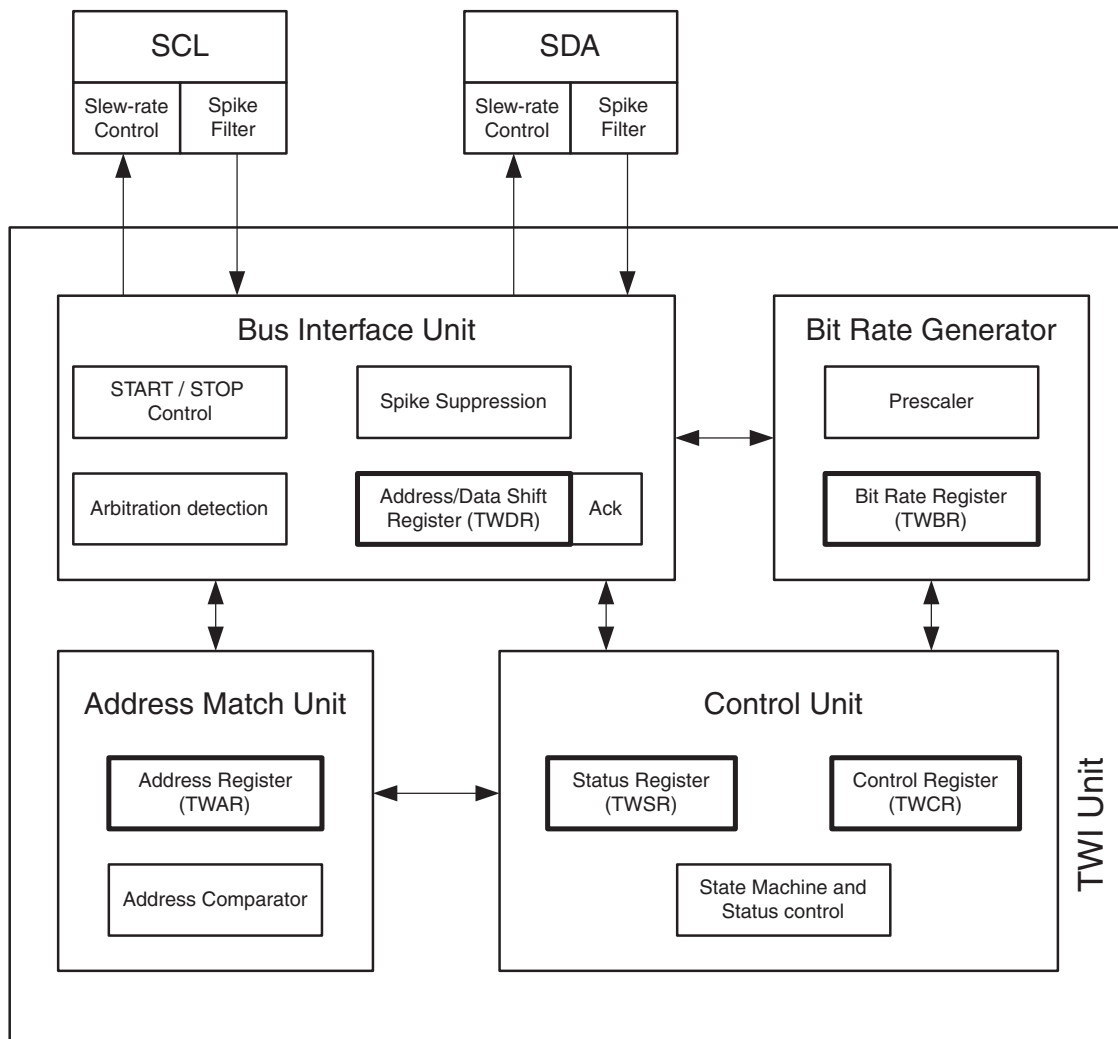 SCL
SDA
Slew-rate
Control
Spike
Filter
Slew-rate
Control
Spike
Filter
Bus Interface Unit
START / STOP
Control
Spike Suppression
Arbitration detection
Address/Data Shift
Register (TWDR)
Ack
Bit Rate Generator
Prescaler
Bit Rate Register
(TWBR)
Address Match Unit
Address Register
(TWAR)
Address Comparator
Control Unit
Status Register
(TWSR)
Control Register
(TWCR)
State Machine and
Status control
TWI Unit